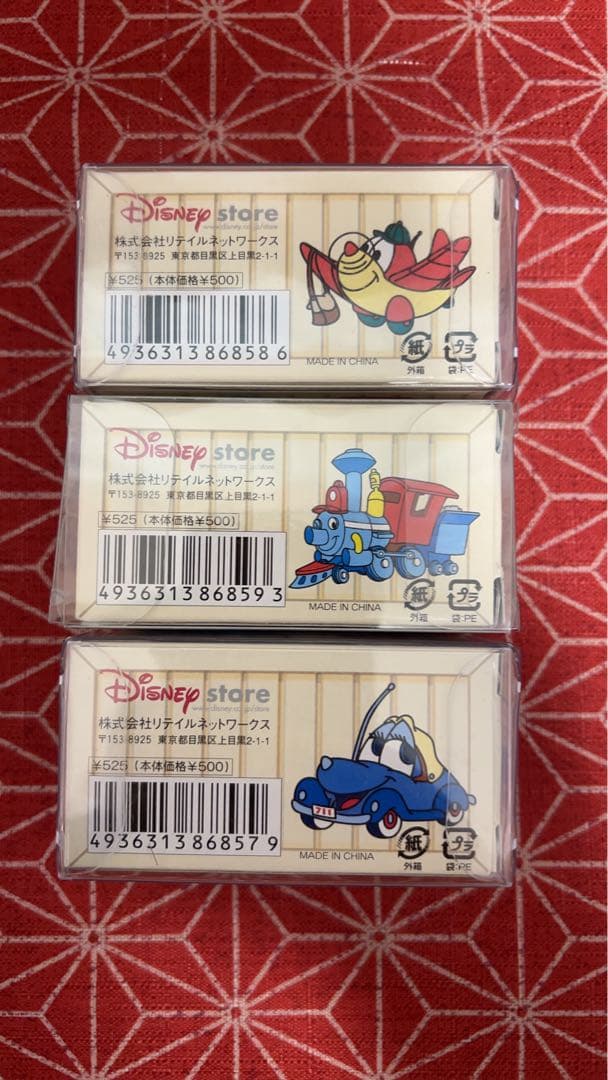 Disney store
www.disney.co.jp/store
株式会社リテイルネットワークス
〒153-8925 東京都目黒区上目黒2-1-1
¥525 (本体価格¥500)
4936313868586
MADE IN CHINA
紙
外箱
プラ
袋:PE
Disney store
www.disney.co.jp/store
株式会社リテイルネットワークス
〒153-8925 東京都目黒区上目黒2-1-1
¥525 (本体価格¥500)
4936313868593
MADE IN CHINA
紙
外箱
プラ
袋:PE
Disney store
www.disney.co.jp/store
株式会社リテイルネットワークス
〒153-8925 東京都目黒区上目黒2-1-1
¥525 (本体価格¥500)
711
4936313868579
MADE IN CHINA
紙
外箱
プラ
袋:PE